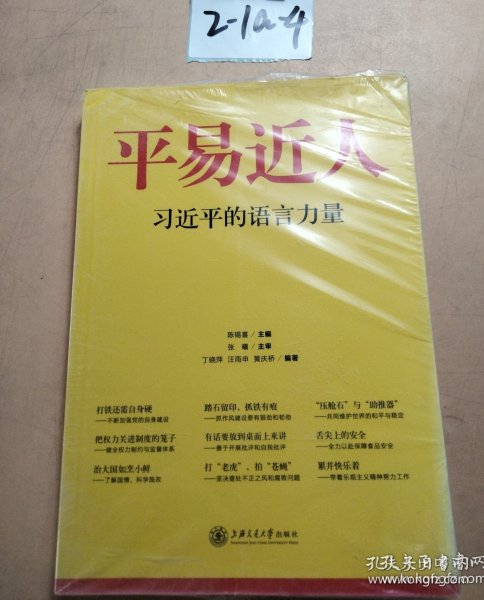 2-1a-4
平易近人
习近平的语言力量
陈锡喜/主编
张曦/主审
丁晓萍 汪雨申 黄庆桥/编著
打铁还需自身硬
——不断加强党的自身建设
踏石留印，抓铁有痕
——抓作风建设要有狠劲和韧劲
“压舱石”与“助推器”
——共同维护世界的和平与稳定
把权力关进制度的笼子
——健全权力制约与监督体系
有话要放到桌面上来讲
——善于开展批评和自我批评
舌尖上的安全
——全力以赴保障食品安全
治大国如烹小鲜
——了解国情，科学施政
打“老虎”，拍“苍蝇”
——坚决查处不正之风和腐败问题
累并快乐着
——带着乐观主义精神努力工作
上海交通大学出版社
SHANGHAI JIAO TONG UNIVERSITY PRESS
孔夫子旧书网
www.kongfz.com